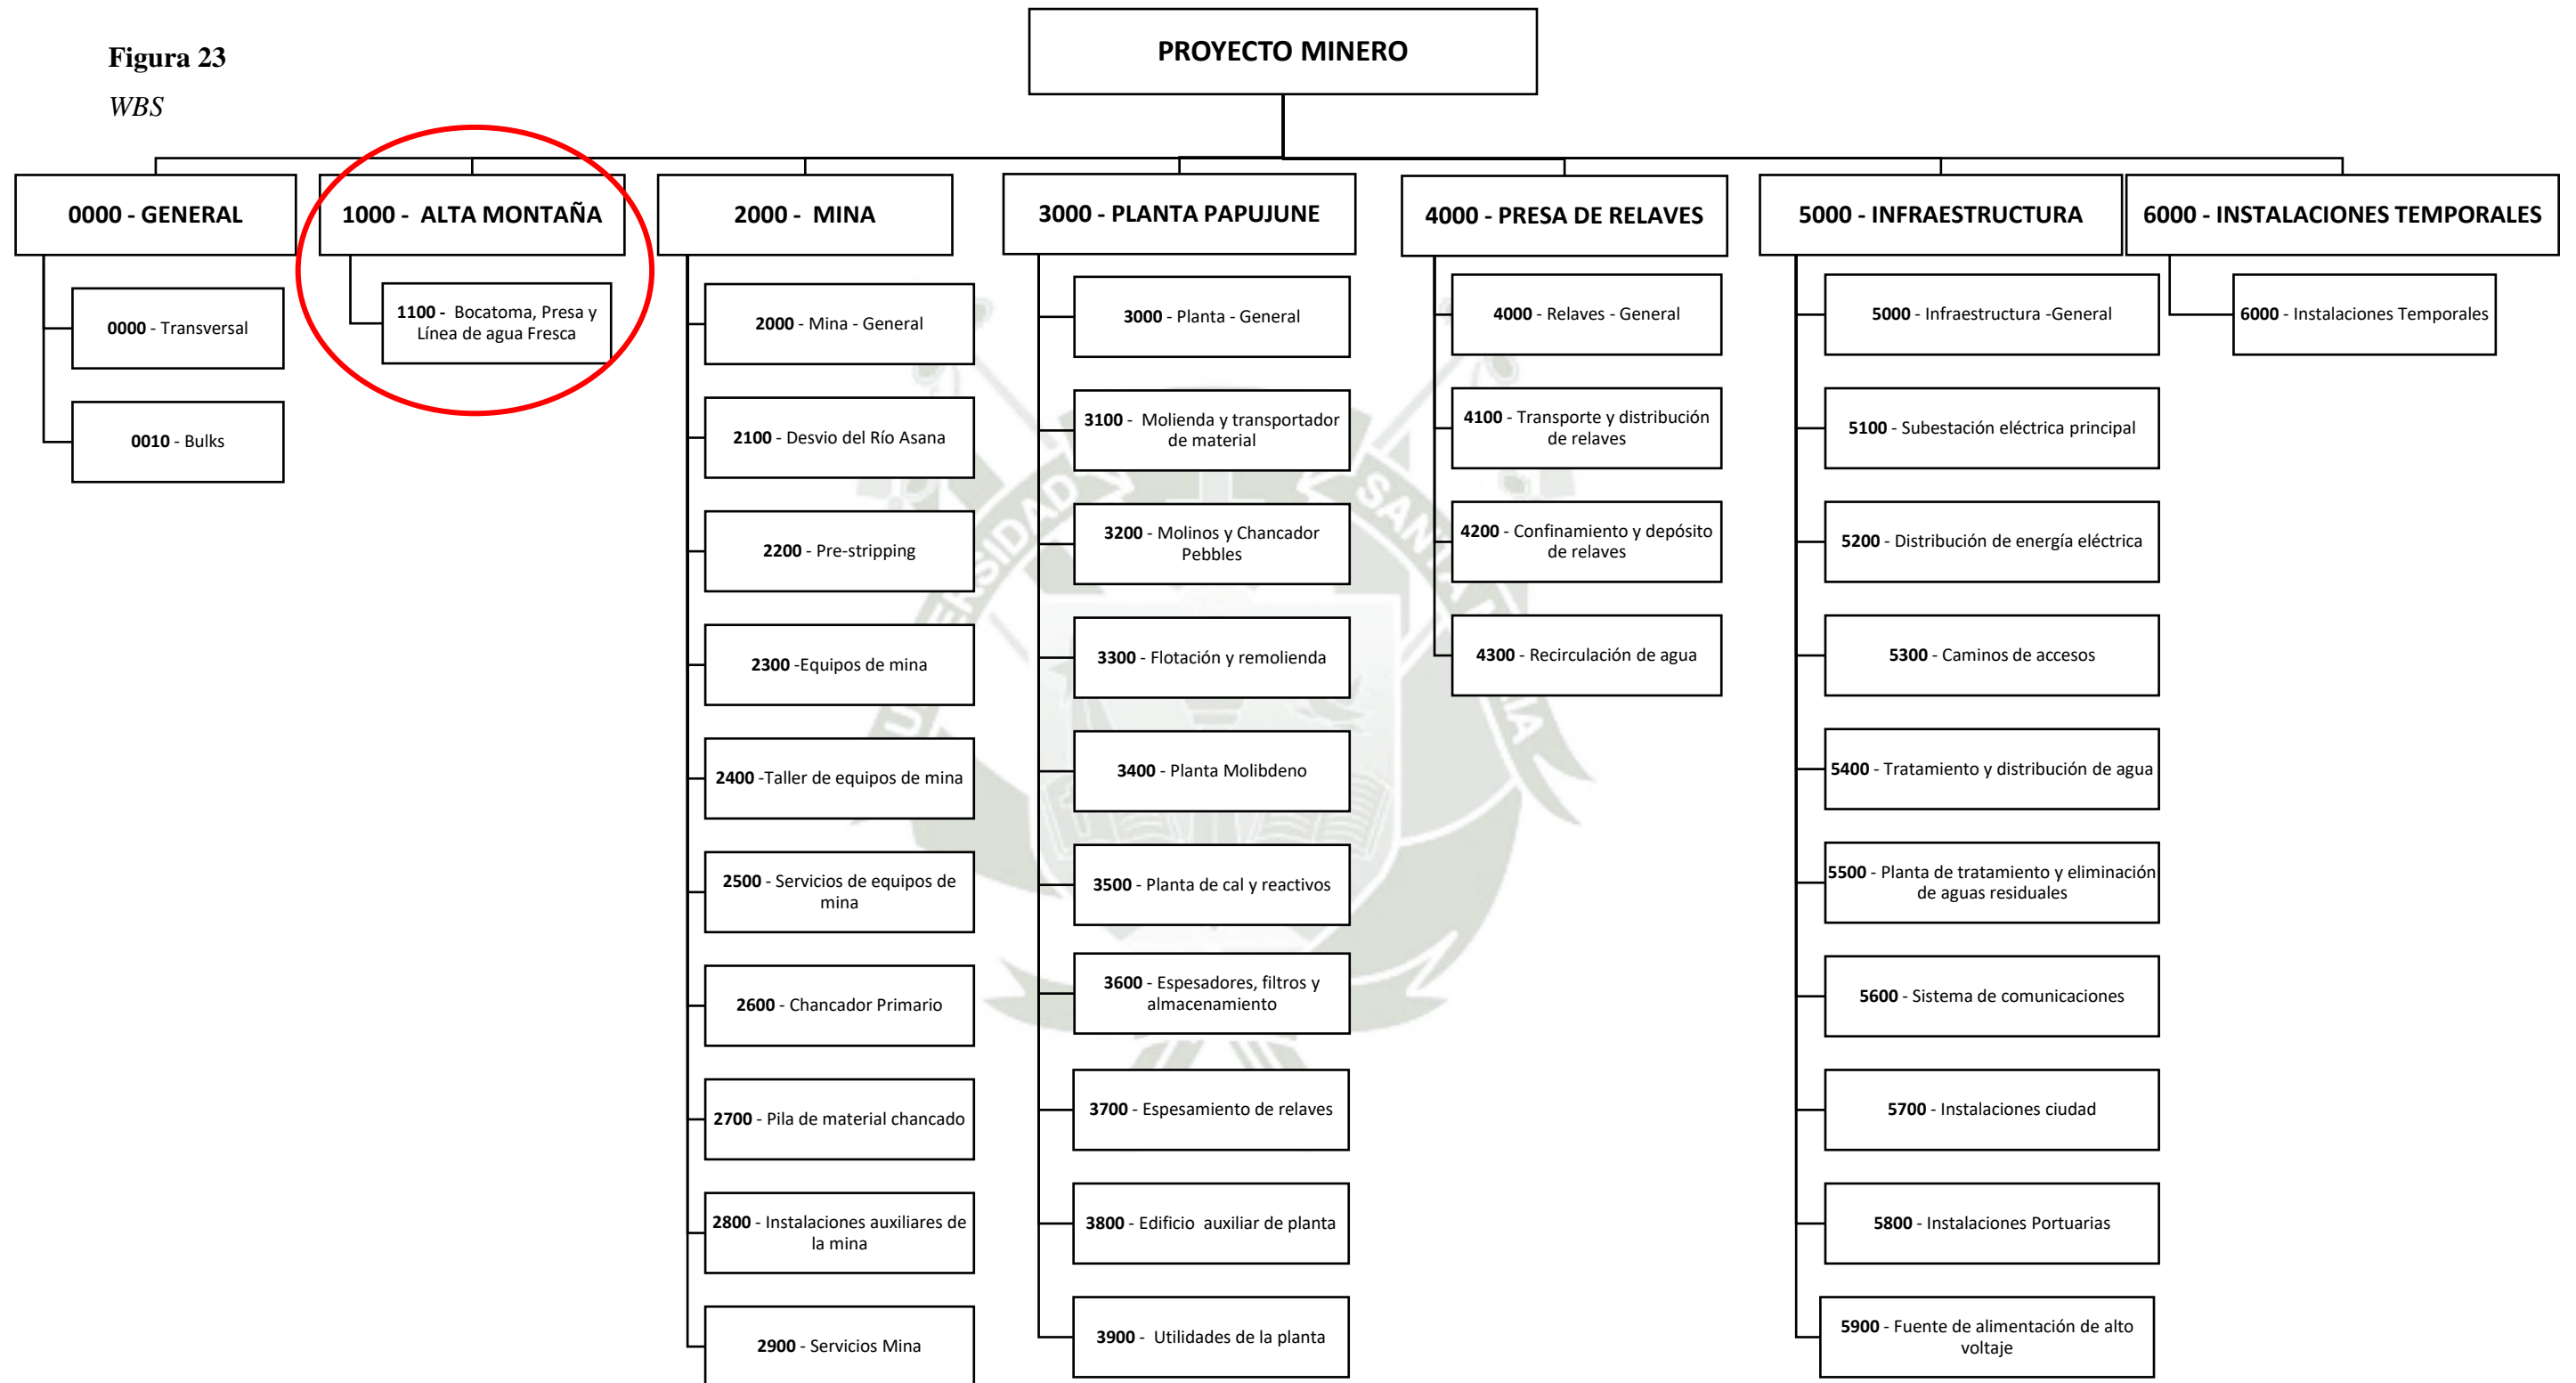 Figura 23
WBS
PROYECTO MINERO
0000 - GENERAL
0000 - Transversal
0010 - Bulks
1000 - ALTA MONTAÑA
1100 - Bocatoma, Presa y
Línea de agua Fresca
2000 - MINA
2000 - Mina - General
2100 - Desvio del Río Asana
2200 - Pre-stripping
2300 -Equipos de mina
2400 -Taller de equipos de mina
2500 - Servicios de equipos de
mina
2600 - Chancador Primario
2700 - Pila de material chancado
2800 - Instalaciones auxiliares de
la mina
2900 - Servicios Mina
3000 - PLANTA PAPUJUNE
3000 - Planta - General
3100 - Molienda y transportador
de material
3200 - Molinos y Chancador
Pebbles
3300 - Flotación y remolienda
3400 - Planta Molibdeno
3500 - Planta de cal y reactivos
3600 - Espesadores, filtros y
almacenamiento
3700 - Espesamiento de relaves
3800 - Edificio auxiliar de planta
3900 - Utilidades de la planta
4000 - PRESA DE RELAVES
4000 - Relaves - General
4100 - Transporte y distribución
de relaves
4200 - Confinamiento y depósito
de relaves
4300 - Recirculación de agua
5000 - INFRAESTRUCTURA
5000 - Infraestructura -General
5100 - Subestación eléctrica principal
5200 - Distribución de energía eléctrica
5300 - Caminos de accesos
5400 - Tratamiento y distribución de agua
5500 - Planta de tratamiento y eliminación
de aguas residuales
5600 - Sistema de comunicaciones
5700 - Instalaciones ciudad
5800 - Instalaciones Portuarias
5900 - Fuente de alimentación de alto
voltaje
6000 - INSTALACIONES TEMPORALES
6000 - Instalaciones Temporales